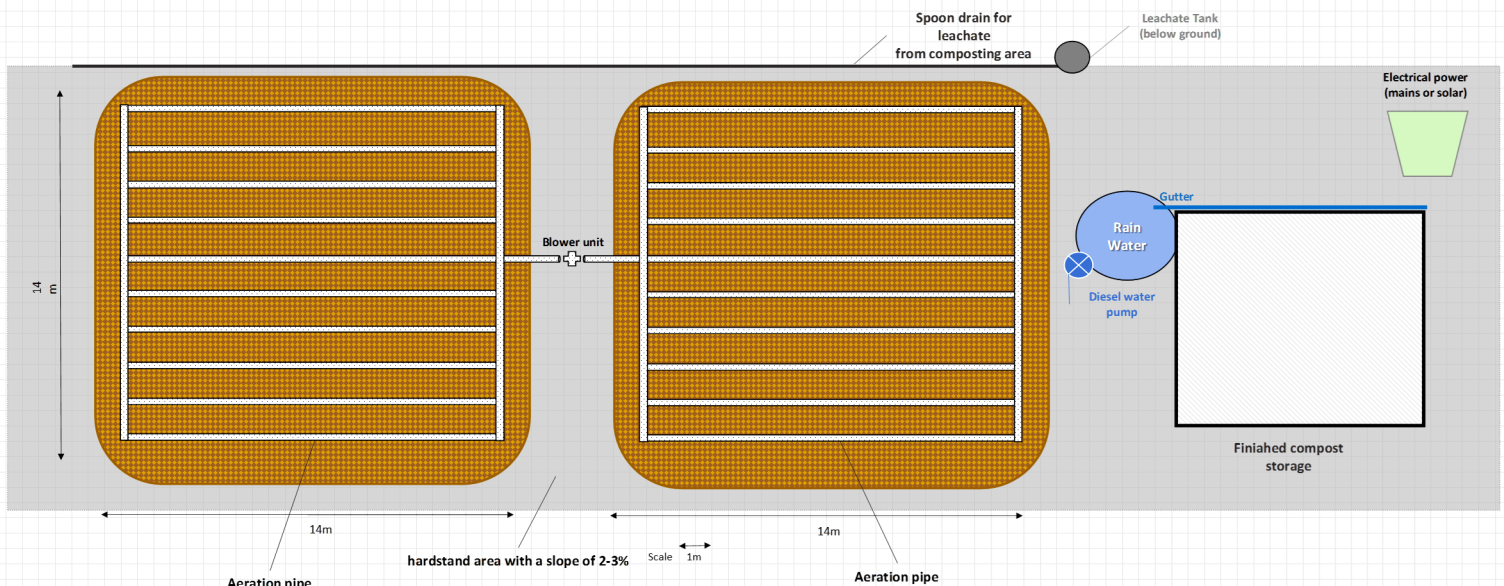 Spoon drain for
leachate
from composting area
Leachate Tank
(below ground)
Electrical power
(mains or solar)
Gutter
Rain
Water
Blower unit
14
m
Diesel water
pump
Finiahed compost
storage
14m
14m
hardstand area with a slope of 2-3%
Scale
1m
Aeration pipe
Aeration pipe